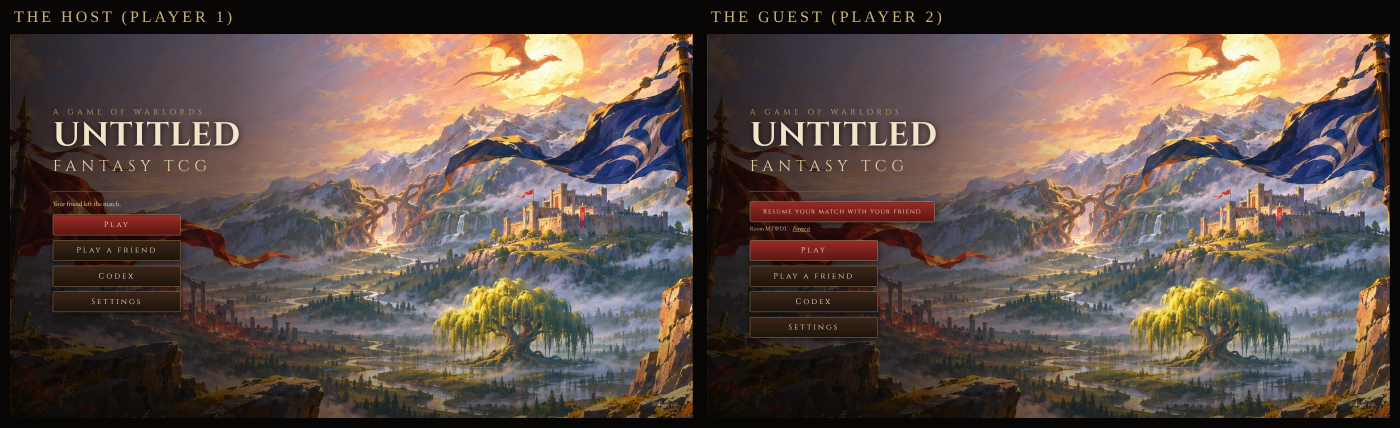 THE HOST (PLAYER 1)
A GAME OF WARLORDS
UNTITLED
FANTASY TCG
Your friend left the match.
PLAY
PLAY A FRIEND
CODEX
SETTINGS
THE GUEST (PLAYER 2)
A GAME OF WARLORDS
UNTITLED
FANTASY TCG
RESUME YOUR MATCH WITH YOUR FRIEND
PLAY
PLAY A FRIEND
CODEX
SETTINGS